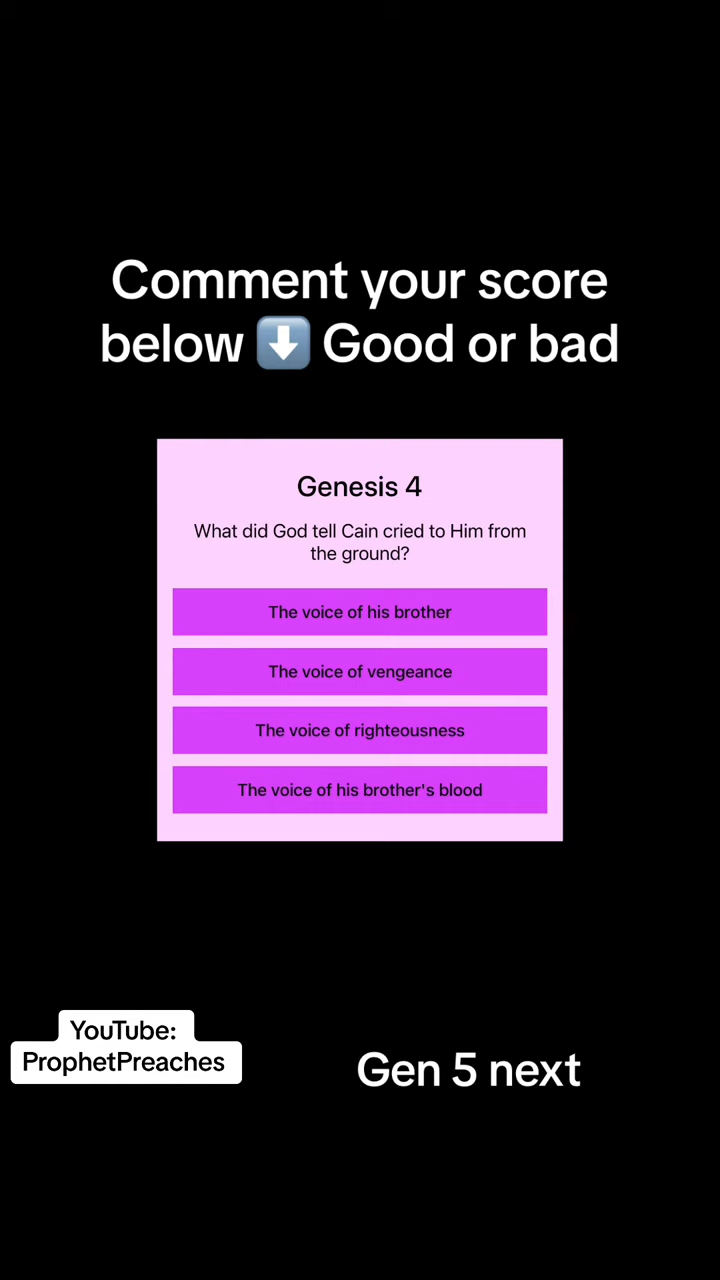 Comment your score
below ⬇️ Good or bad
Genesis 4
What did God tell Cain cried to Him from
the ground?
The voice of his brother
The voice of vengeance
The voice of righteousness
The voice of his brother's blood
YouTube:
ProphetPreaches
Gen 5 next